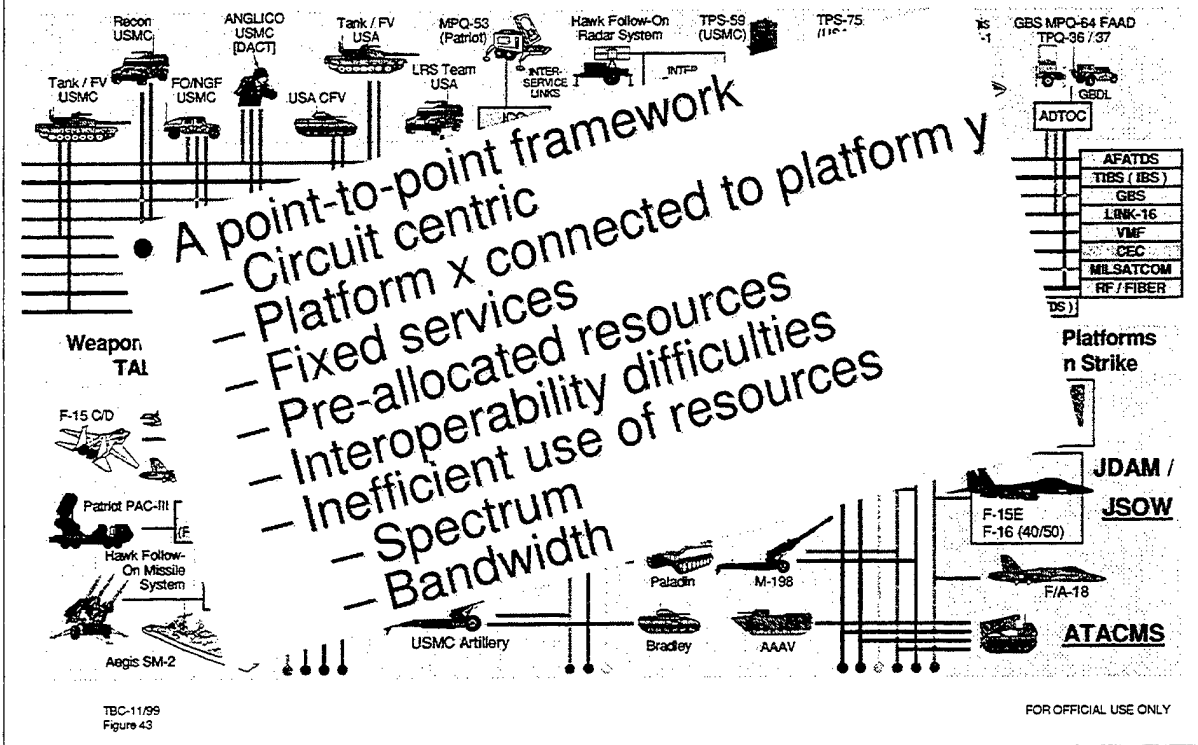 Recon
USMC
ANGLICO
USMC
[DACT]
Tank / FV
USA
MPQ-53
(Patriot)
Hawk Follow-On
Radar System
TPS-59
(USMC)
TPS-75
GBS MPQ-64 FAAD
TPQ-36 / 37
Tank / FV
USMC
FO/NGF
USMC
USA CFV
LRS Team
USA
INTER-
SERVICE
LINKS
GBDL
ADTOC
AFATDS
TIBS ( IBS )
GBS
LINK-16
VMF
CEC
MILSATCOM
RF / FIBER
DS )
• A point-to-point framework
– Circuit centric
– Platform x connected to platform y
– Fixed services
– Pre-allocated resources
– Interoperability difficulties
– Inefficient use of resources
– Spectrum
– Bandwidth
Weapon
Platforms
n Strike
F-15 C/D
Patriot PAC-III
Hawk Follow-
On Missile
System
Aegis SM-2
USMC Artillery
Paladin
M-198
Bradley
AAAV
F-15E
F-16 (40/50)
F/A-18
JDAM /
JSOW
ATACMS
TBC-11/99
Figure 43
FOR OFFICIAL USE ONLY